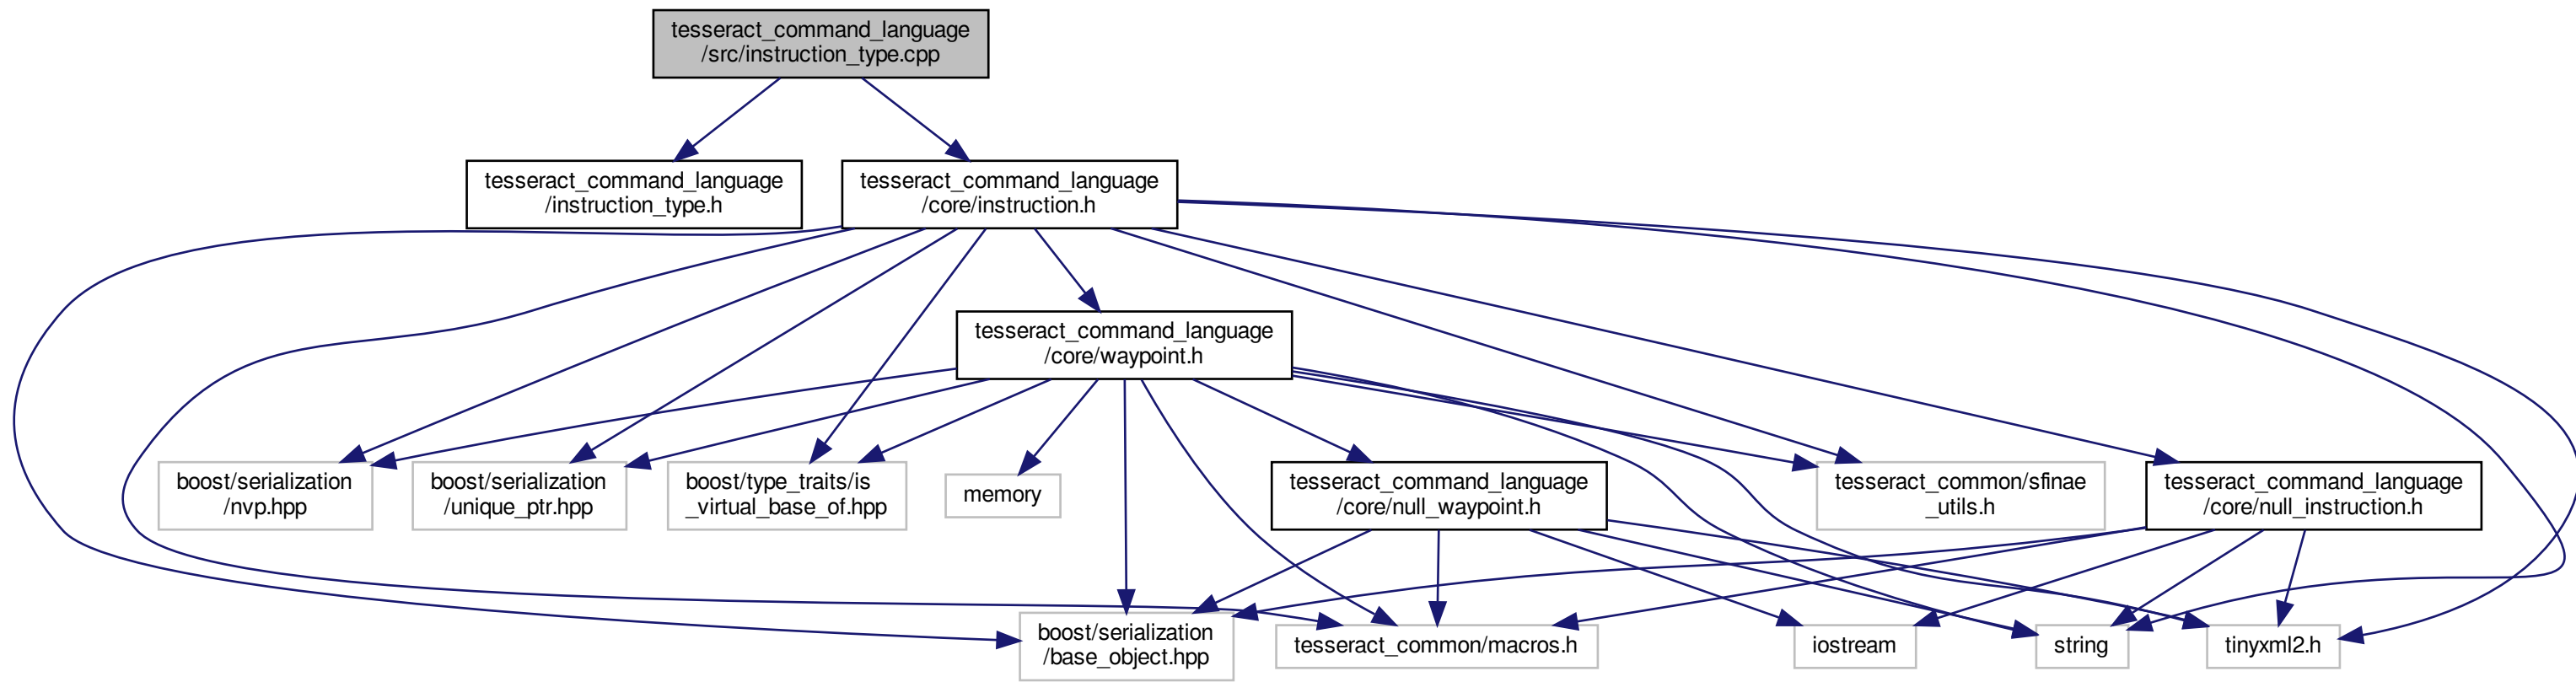 tesseract_command_language
/src/instruction_type.cpp
tesseract_command_language
/instruction_type.h
tesseract_command_language
/core/instruction.h
tesseract_command_language
/core/waypoint.h
boost/serialization
/nvp.hpp
boost/serialization
/unique_ptr.hpp
boost/type_traits/is
_virtual_base_of.hpp
memory
tesseract_command_language
/core/null_waypoint.h
tesseract_common/sfinae
_utils.h
tesseract_command_language
/core/null_instruction.h
boost/serialization
/base_object.hpp
tesseract_common/macros.h
iostream
string
tinyxml2.h